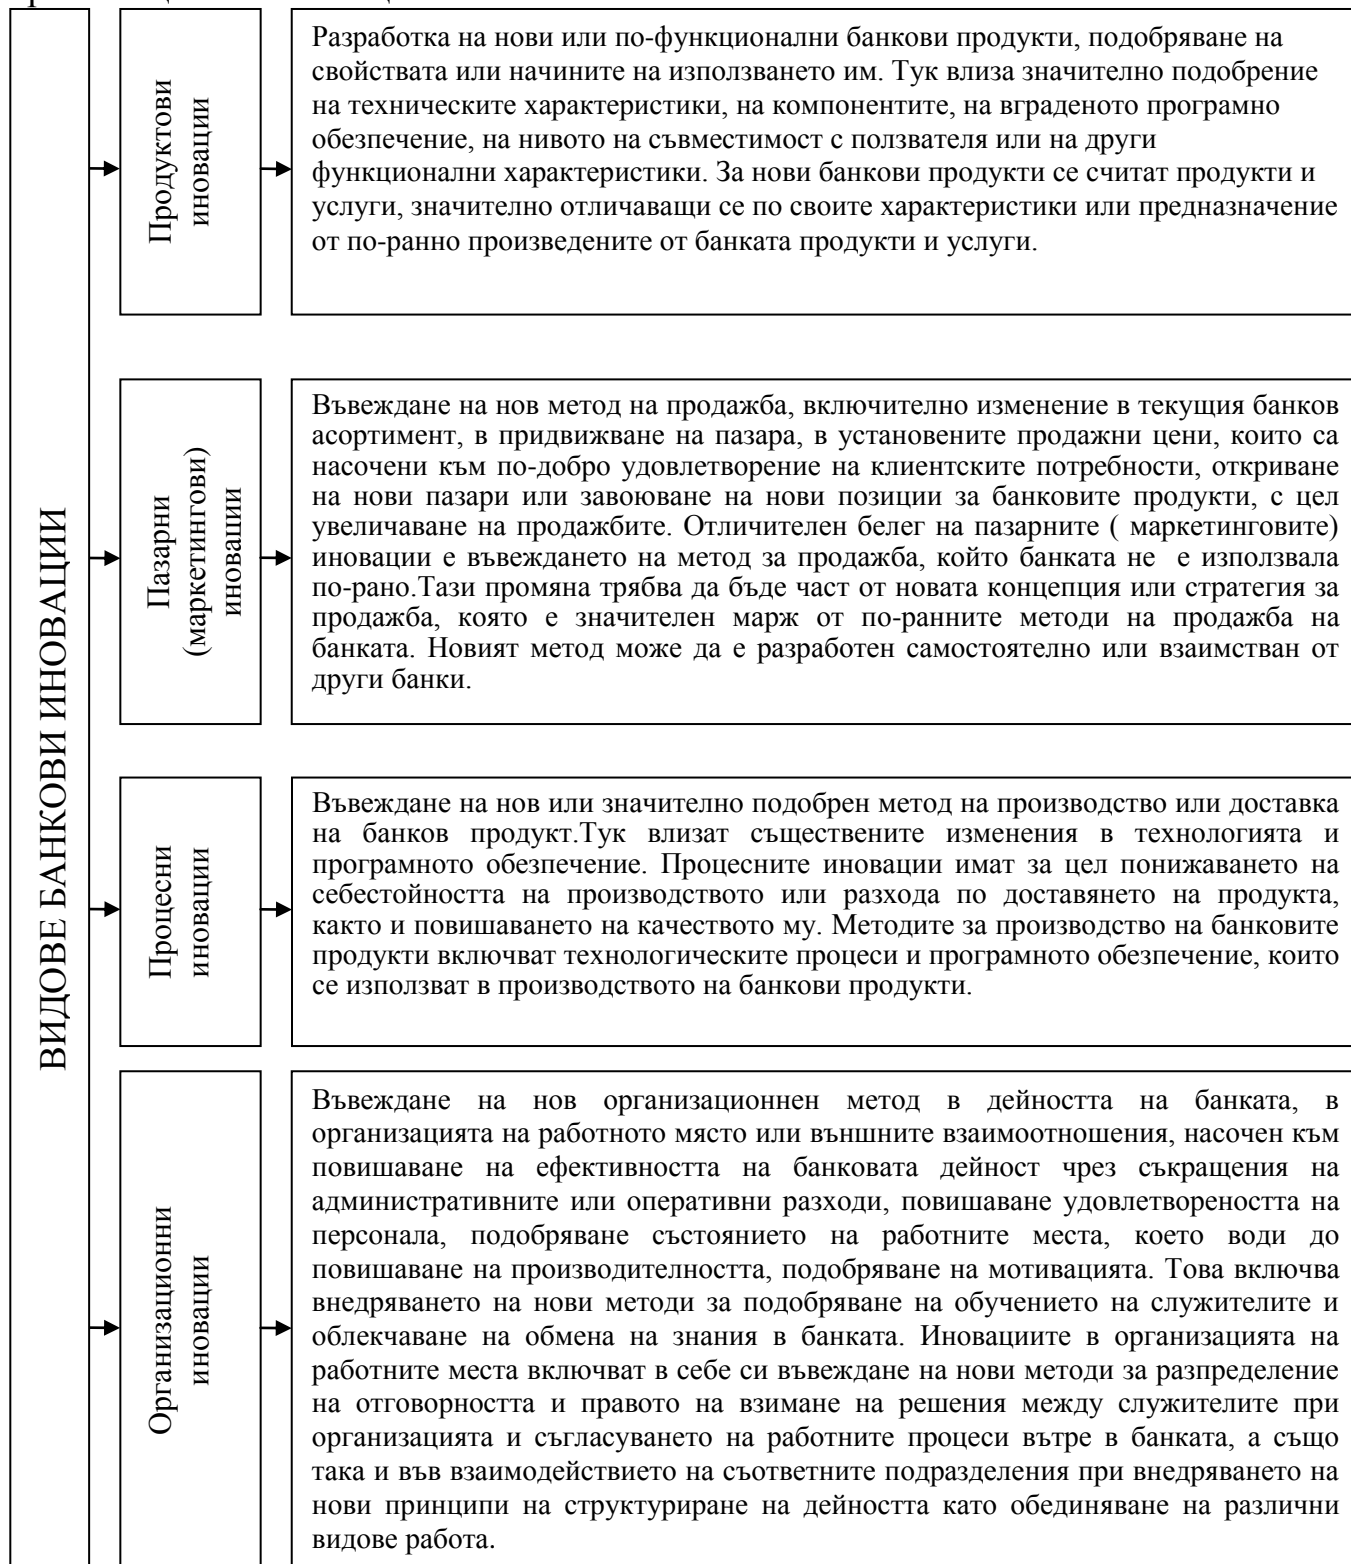 ВИДОВЕ БАНКОВИ ИНОВАЦИИ
Продуктови
иновации
Разработка на нови или по-функционални банкови продукти, подобряване на
свойствата или начините на използването им. Тук влиза значително подобрение
на техническите характеристики, на компонентите, на вграденото програмно
обезпечение, на нивото на съвместимост с ползвателя или на други
функционални характеристики. За нови банкови продукти се считат продукти и
услуги, значително отличаващи се по своите характеристики или предназначение
от по-ранно произведените от банката продукти и услуги.
Пазарни
(маркетингови)
иновации
Въвеждане на нов метод на продажба, включително изменение в текущия банков
асортимент, в придвижване на пазара, в установените продажни цени, които са
насочени към по-добро удовлетворение на клиентските потребности, откриване
на нови пазари или завоюване на нови позиции за банковите продукти, с цел
увеличаване на продажбите. Отличителен белег на пазарните ( маркетинговите)
иновации е въвеждането на метод за продажба, който банката не е използвала
по-рано.Тази промяна трябва да бъде част от новата концепция или стратегия за
продажба, която е значителен марж от по-ранните методи на продажба на
банката. Новият метод може да е разработен самостоятелно или взаимстван от
други банки.
Процесни
иновации
Въвеждане на нов или значително подобрен метод на производство или доставка
на банков продукт.Тук влизат съществените изменения в технологията и
програмното обезпечение. Процесните иновации имат за цел понижаването на
себестойността на производството или разхода по доставянето на продукта,
както и повишаването на качеството му. Методите за производство на банковите
продукти включват технологическите процеси и програмното обезпечение, които
се използват в производството на банкови продукти.
Организационни
иновации
Въвеждане на нов организационнен метод в дейността на банката, в
организацията на работното място или външните взаимоотношения, насочен към
повишаване на ефективността на банковата дейност чрез съкращения на
административните или оперативни разходи, повишаване удовлетвореността на
персонала, подобряване състоянието на работните места, което води до
повишаване на производителността, подобряване на мотивацията. Това включва
внедряването на нови методи за подобряване на обучението на служителите и
облекчаване на обмена на знания в банката. Иновациите в организацията на
работните места включват в себе си въвеждане на нови методи за разпределение
на отговорността и правото на взимане на решения между служителите при
организацията и съгласуването на работните процеси вътре в банката, а също
така и във взаимодействието на съответните подразделения при внедряването на
нови принципи на структуриране на дейността като обединяване на различни
видове работа.